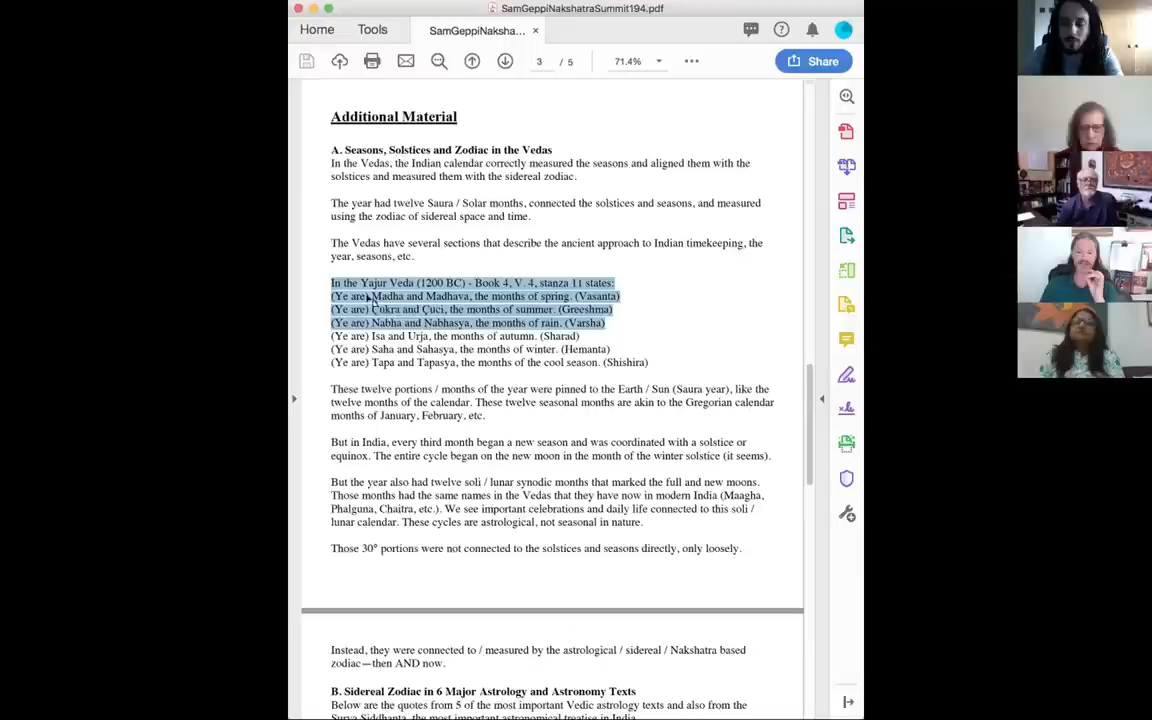 SamGeppiNakshatraSummit194.pdf
Home
Tools
SamGeppiNaksha...
3 / 5
71.4%
Share
Additional Material
A. Seasons, Solstices and Zodiac in the Vedas
In the Vedas, the Indian calendar correctly measured the seasons and aligned them with the
solstices and measured them with the sidereal zodiac.
The year had twelve Saura / Solar months, connected the solstices and seasons, and measured
using the zodiac of sidereal space and time.
The Vedas have several sections that describe the ancient approach to Indian timekeeping, the
year, seasons, etc.
In the Yajur Veda (1200 BC) - Book 4, V. 4, stanza 11 states:
(Ye are) Madha and Madhava, the months of spring. (Vasanta)
(Ye are) Çukra and Çuci, the months of summer. (Greeshma)
(Ye are) Nabha and Nabhasya, the months of rain. (Varsha)
(Ye are) Isa and Urja, the months of autumn. (Sharad)
(Ye are) Saha and Sahasya, the months of winter. (Hemanta)
(Ye are) Tapa and Tapasya, the months of the cool season. (Shishira)
These twelve portions / months of the year were pinned to the Earth / Sun (Saura year), like the
twelve months of the calendar. These twelve seasonal months are akin to the Gregorian calendar
months of January, February, etc.
But in India, every third month began a new season and was coordinated with a solstice or
equinox. The entire cycle began on the new moon in the month of the winter solstice (it seems).
But the year also had twelve soli / lunar synodic months that marked the full and new moons.
Those months had the same names in the Vedas that they have now in modern India (Maagha,
Phalguna, Chaitra, etc.). We see important celebrations and daily life connected to this soli /
lunar calendar. These cycles are astrological, not seasonal in nature.
Those 30° portions were not connected to the solstices and seasons directly, only loosely.
Instead, they were connected to / measured by the astrological / sidereal / Nakshatra based
zodiac—then AND now.
B. Sidereal Zodiac in 6 Major Astrology and Astronomy Texts
Below are the quotes from 5 of the most important Vedic astrology texts and also from the
Surya Siddhanta, the most important astronomical treatise in India.